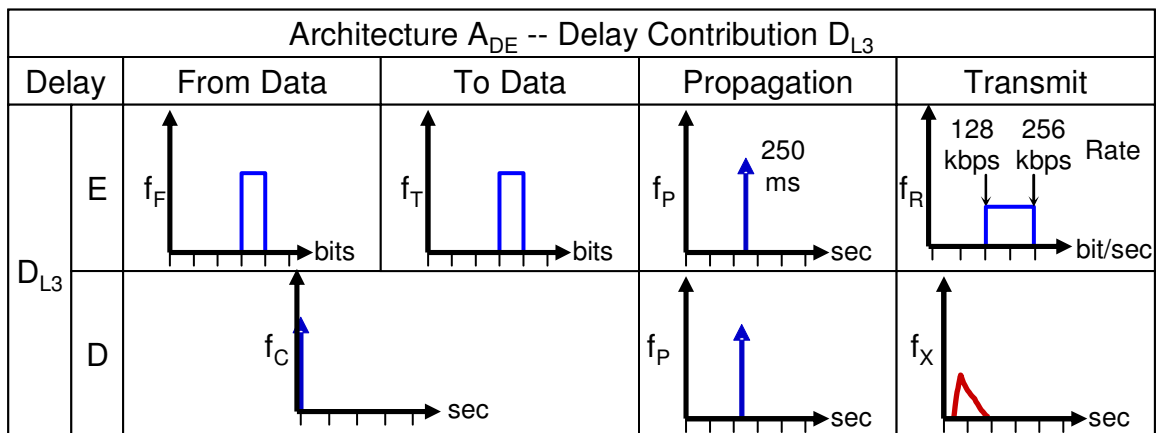 Architecture A_DE -- Delay Contribution D_L3
Delay From Data To Data Propagation Transmit
D_L3
E
f_F
bits
f_T
bits
f_P
250
ms
sec
f_R
128
kbps
256
kbps
Rate
bit/sec
D
f_C
sec
f_P
sec
f_X
sec